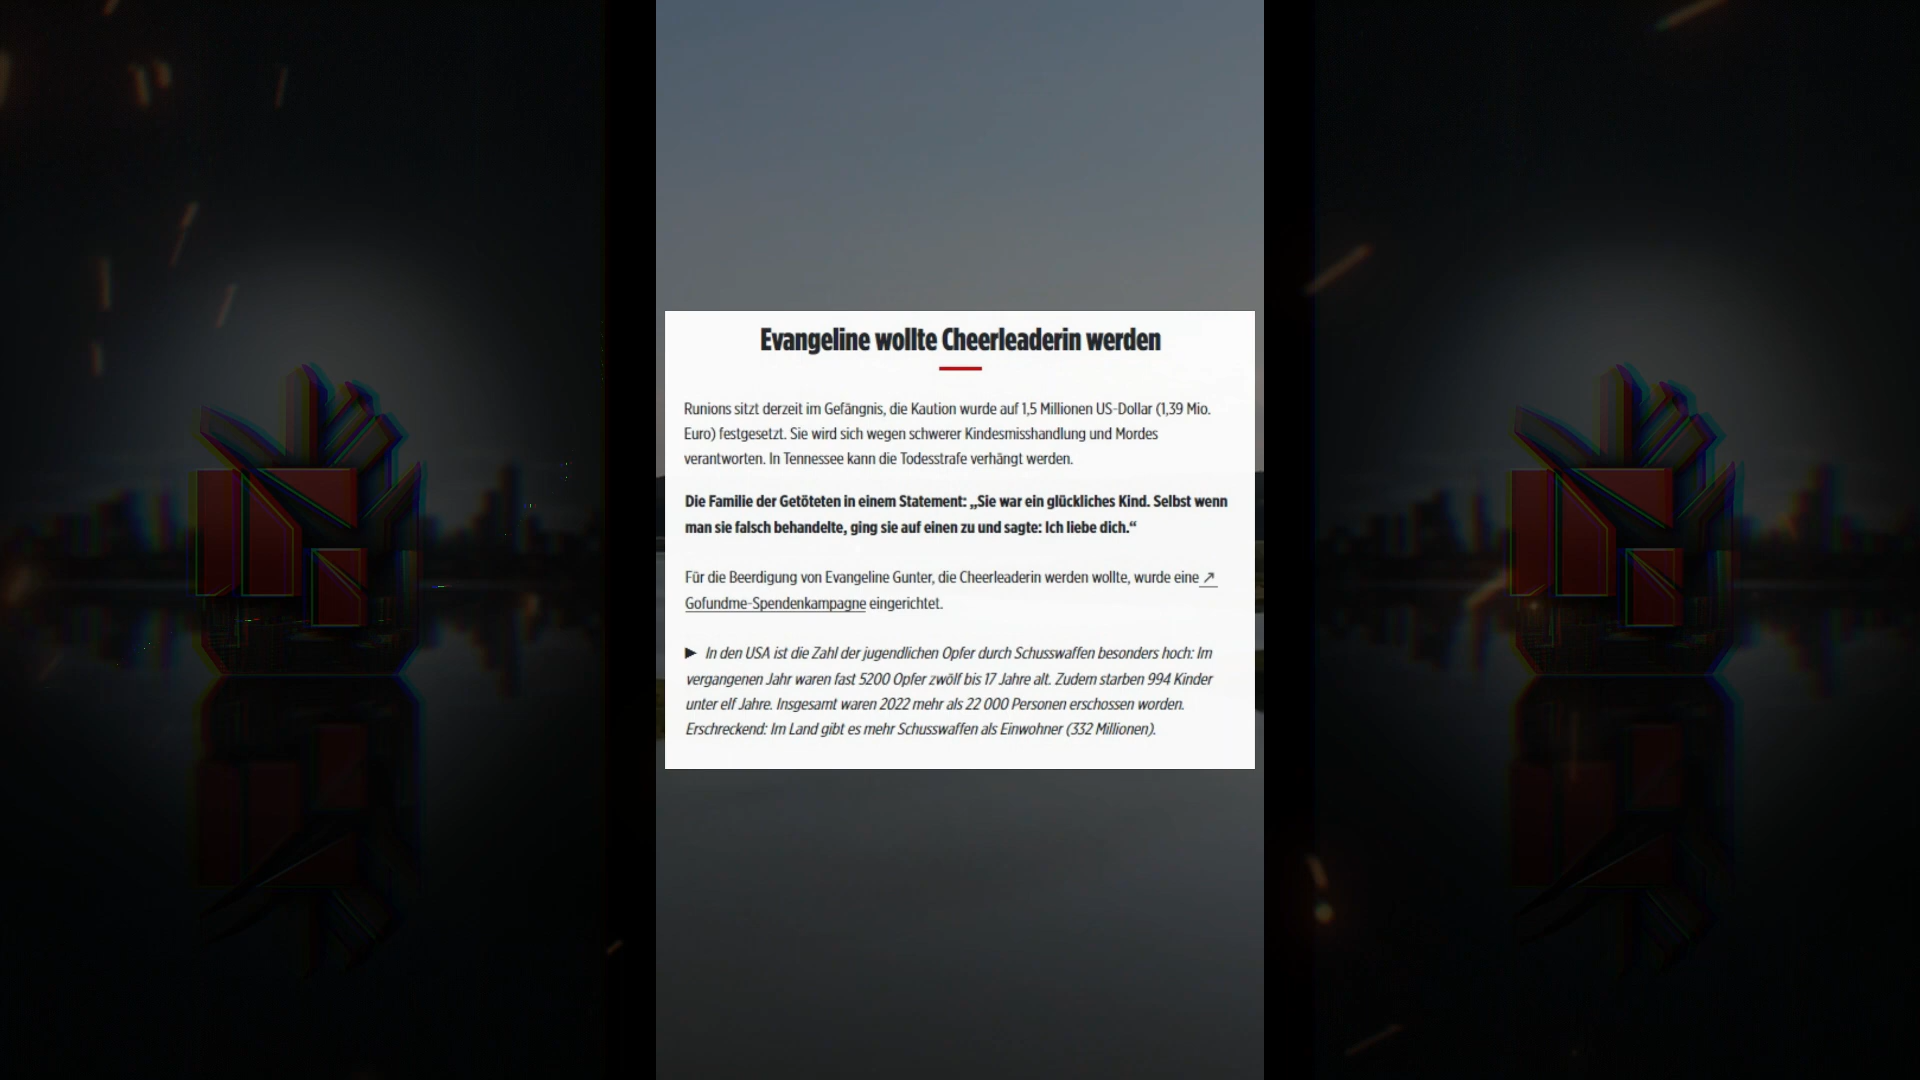 Evangeline wollte Cheerleaderin werden
Runions sitzt derzeit im Gefängnis, die Kaution wurde auf 1,5 Millionen US-Dollar (1,39 Mio.
Euro) festgesetzt. Sie wird sich wegen schwerer Kindesmisshandlung und Mordes
verantworten. In Tennessee kann die Todesstrafe verhängt werden.
Die Familie der Getöteten in einem Statement: „Sie war ein glückliches Kind. Selbst wenn
man sie falsch behandelte, ging sie auf einen zu und sagte: Ich liebe dich.“
Für die Beerdigung von Evangeline Gunter, die Cheerleaderin werden wollte, wurde eine ↗
Gofundme-Spendenkampagne eingerichtet.
► In den USA ist die Zahl der jugendlichen Opfer durch Schusswaffen besonders hoch: Im
vergangenen Jahr waren fast 5200 Opfer zwölf bis 17 Jahre alt. Zudem starben 994 Kinder
unter elf Jahre. Insgesamt waren 2022 mehr als 22 000 Personen erschossen worden.
Erschreckend: Im Land gibt es mehr Schusswaffen als Einwohner (332 Millionen).